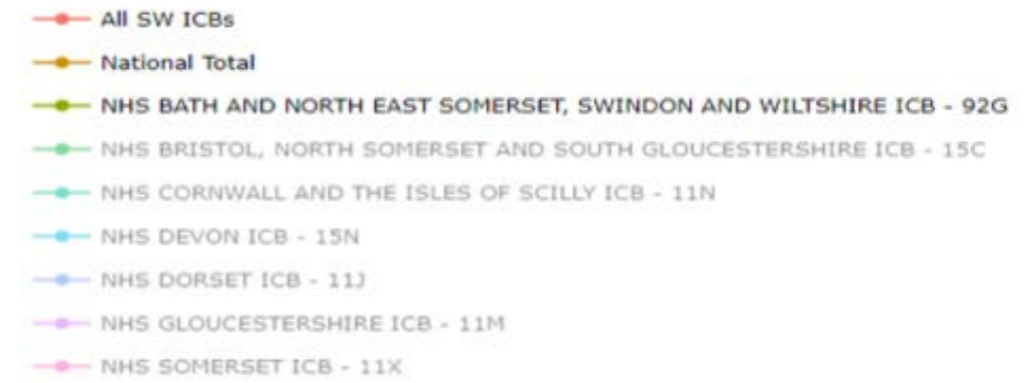 All SW ICBs
National Total
NHS BATH AND NORTH EAST SOMERSET, SWINDON AND WILTSHIRE ICB - 92G
NHS BRISTOL, NORTH SOMERSET AND SOUTH GLOUCESTERSHIRE ICB - 15C
NHS CORNWALL AND THE ISLES OF SCILLY ICB - 11N
NHS DEVON ICB - 15N
NHS DORSET ICB - 11J
NHS GLOUCESTERSHIRE ICB - 11M
NHS SOMERSET ICB - 11X